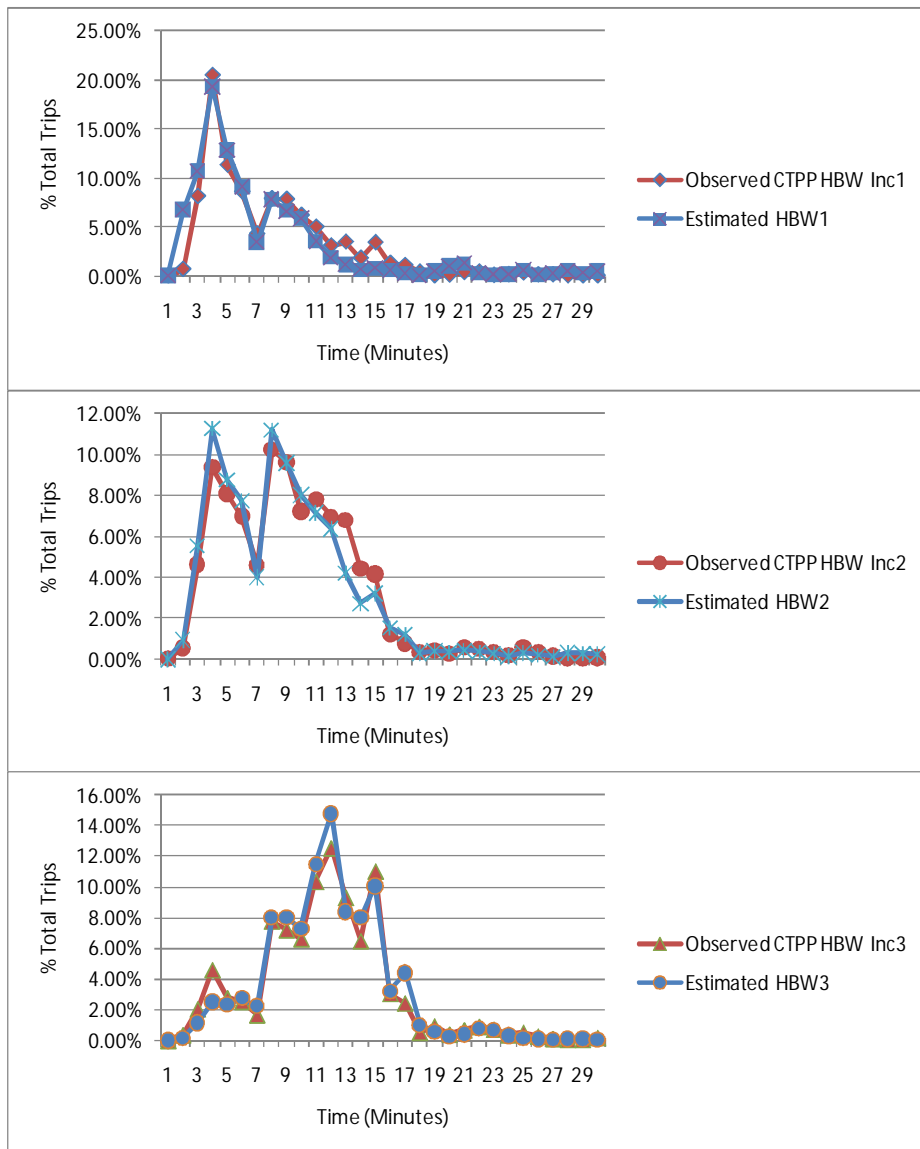 25.00%
20.00%
15.00%
10.00%
5.00%
0.00%
% Total Trips
1 3 5 7 9 11 13 15 17 19 21 23 25 27 29
Time (Minutes)
Observed CTPP HBW Inc1
Estimated HBW1
12.00%
10.00%
8.00%
6.00%
4.00%
2.00%
0.00%
% Total Trips
1 3 5 7 9 11 13 15 17 19 21 23 25 27 29
Time (Minutes)
Observed CTPP HBW Inc2
Estimated HBW2
16.00%
14.00%
12.00%
10.00%
8.00%
6.00%
4.00%
2.00%
0.00%
% Total Trips
1 3 5 7 9 11 13 15 17 19 21 23 25 27 29
Time (Minutes)
Observed CTPP HBW Inc3
Estimated HBW3